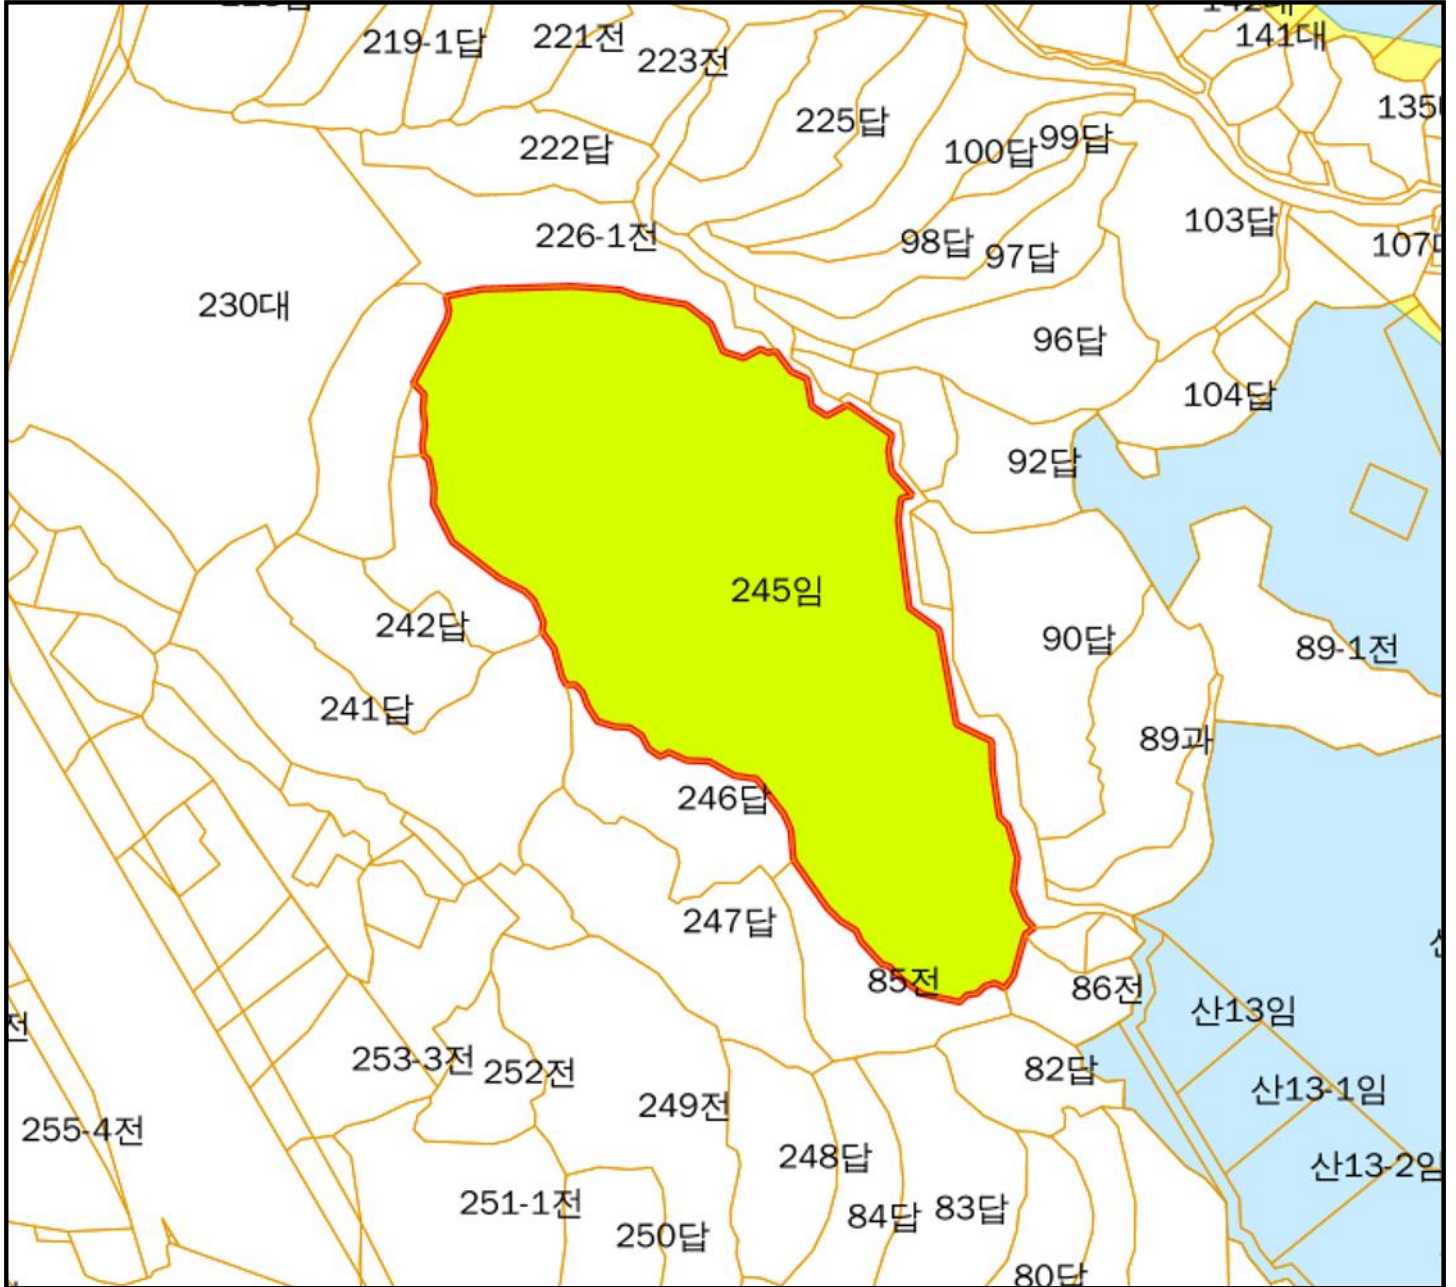 219-1답
221전
223전
141대
225답
222답
100답
99답
226-1전
98답
97답
103답
230대
96답
104답
92답
245임
242답
90답
89-1전
241답
89과
246답
247답
85전
86전
산13임
253-3전
252전
82답
산13-1임
249전
255-4전
248답
산13-2임
251-1전
250답
84답
83답
80답